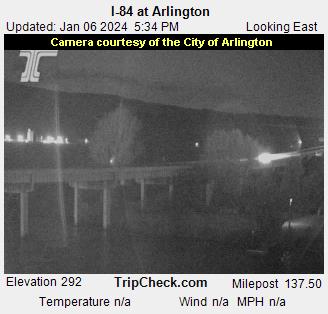 I-84 at Arlington
Updated: Jan 06 2024 5:34 PM Looking East
Camera courtesy of the City of Arlington
Elevation 292 TripCheck.com Milepost 137.50
Temperature n/a Wind n/a MPH n/a